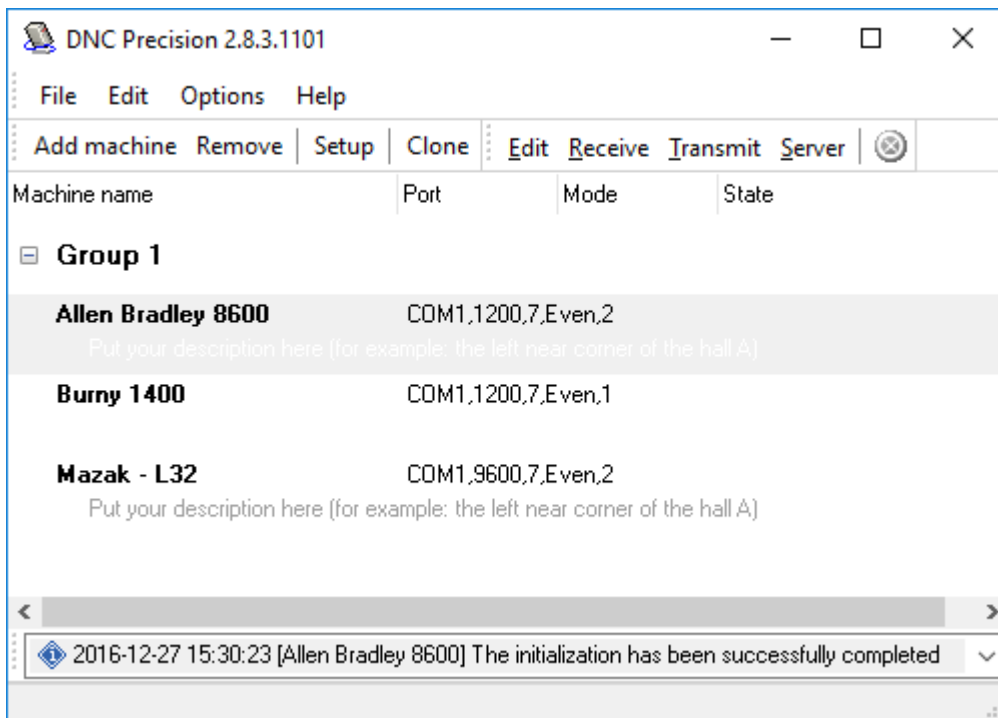 DNC Precision 2.8.3.1101
File Edit Options Help
Add machine Remove Setup Clone Edit Receive Transmit Server
Machine name Port Mode State
Group 1
Allen Bradley 8600 COM1,1200,7,Even,2
Put your description here (for example: the left near corner of the hall A)
Burny 1400 COM1,1200,7,Even,1
Mazak - L32 COM1,9600,7,Even,2
Put your description here (for example: the left near corner of the hall A)
2016-12-27 15:30:23 [Allen Bradley 8600] The initialization has been successfully completed